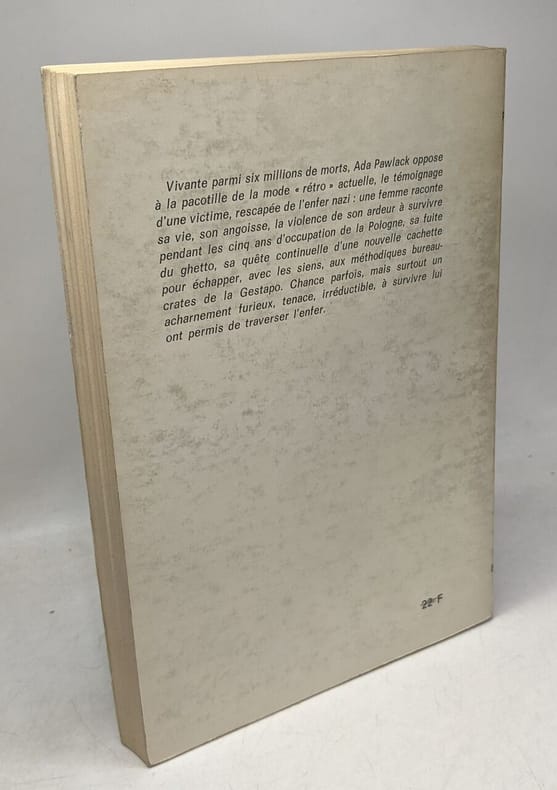 Vivante parmi six millions de morts, Ada Pawlack oppose
à la pacotille de la mode « rétro » actuelle, le témoignage
d'une victime, rescapée de l'enfer nazi : une femme raconte
sa vie, son angoisse, la violence de son ardeur à survivre
pendant les cinq ans d'occupation de la Pologne, sa fuite
du ghetto, sa quête continuelle d'une nouvelle cachette
pour échapper, avec les siens, aux méthodiques bureau-
crates de la Gestapo. Chance parfois, mais surtout un
acharnement furieux, tenace, irréductible, à survivre lui
ont permis de traverser l'enfer.
22 F